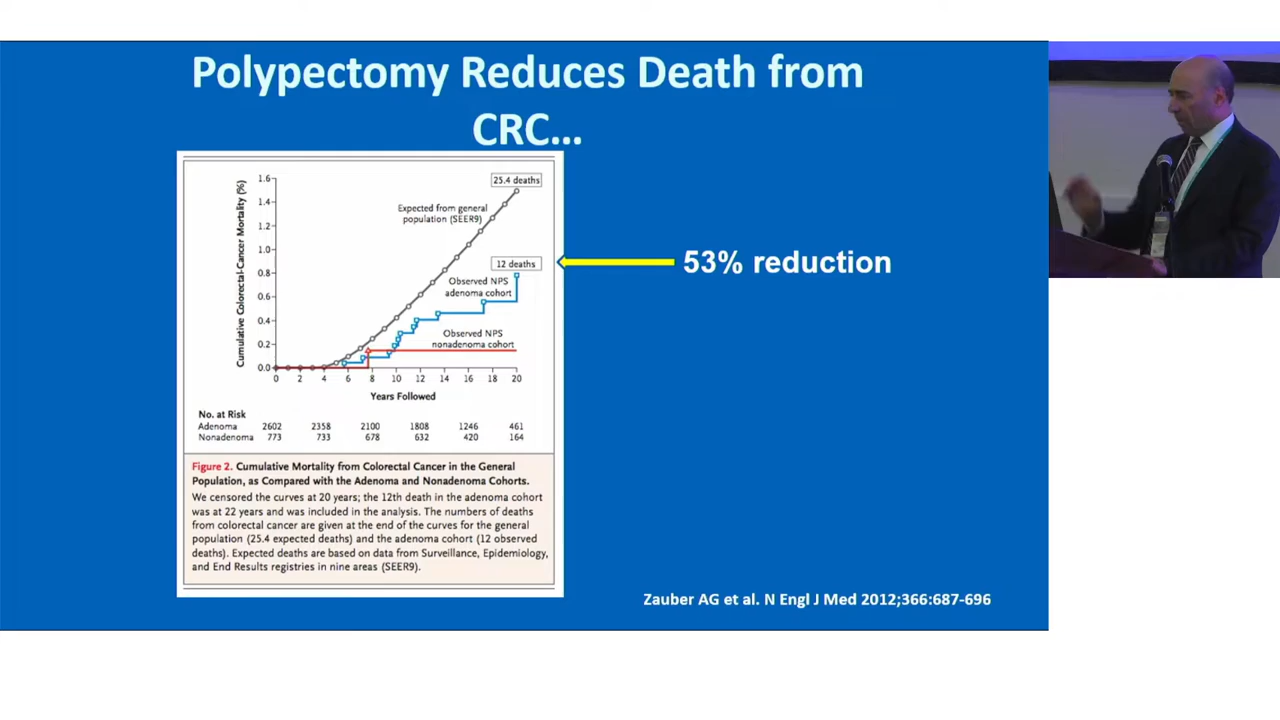 Polypectomy Reduces Death from
CRC...
Cumulative Colorectal-Cancer Mortality (%)
1.6
1.4
1.2
1.0
0.8
0.6
0.4
0.2
0.0
25.4 deaths
Expected from general
population (SEER9)
12 deaths
53% reduction
Observed NPS
adenoma cohort
Observed NPS
nonadenoma cohort
0 2 4 6 8 10 12 14 16 18 20
Years Followed
No. at Risk
Adenoma 2602 2358 2100 1808 1246 461
Nonadenoma 773 733 678 632 420 164
Figure 2. Cumulative Mortality from Colorectal Cancer in the General
Population, as Compared with the Adenoma and Nonadenoma Cohorts.
We censored the curves at 20 years; the 12th death in the adenoma cohort
was at 22 years and was included in the analysis. The numbers of deaths
from colorectal cancer are given at the end of the curves for the general
population (25.4 expected deaths) and the adenoma cohort (12 observed
deaths). Expected deaths are based on data from Surveillance, Epidemiology,
and End Results registries in nine areas (SEER9).
Zauber AG et al. N Engl J Med 2012;366:687-696